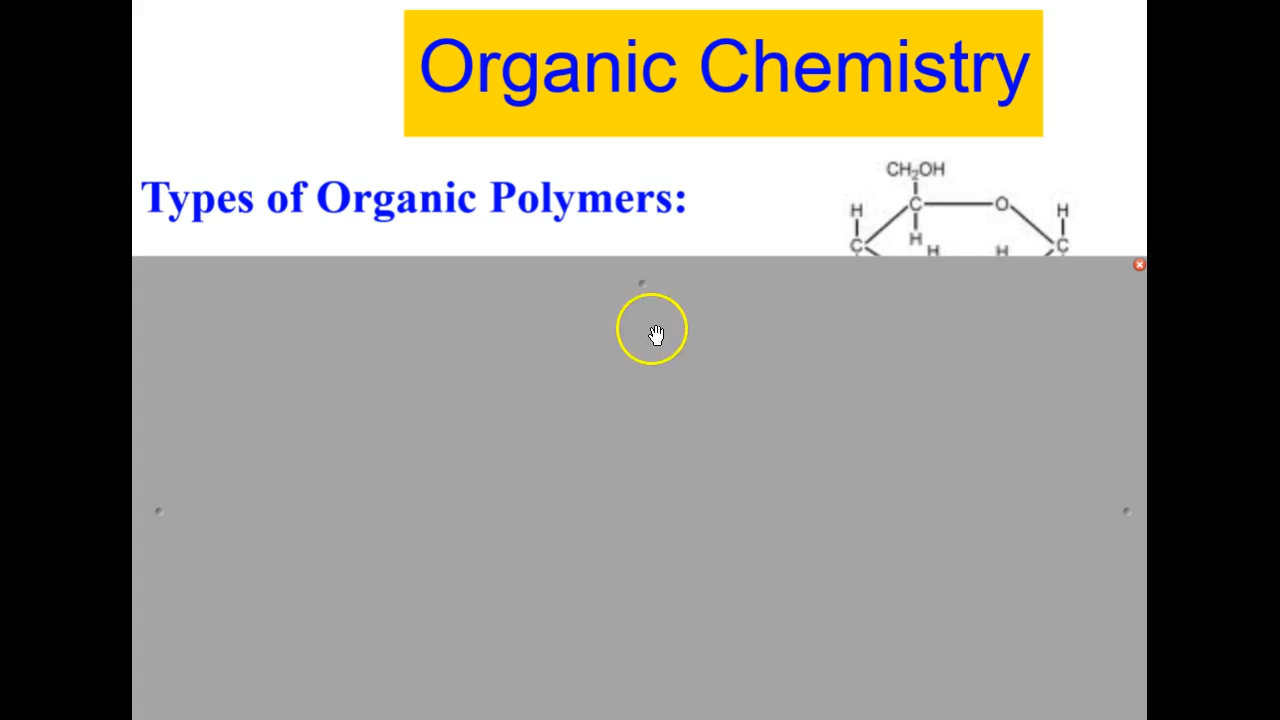 Organic Chemistry
Types of Organic Polymers:
CH₂OH
H C O H
C H C
H H